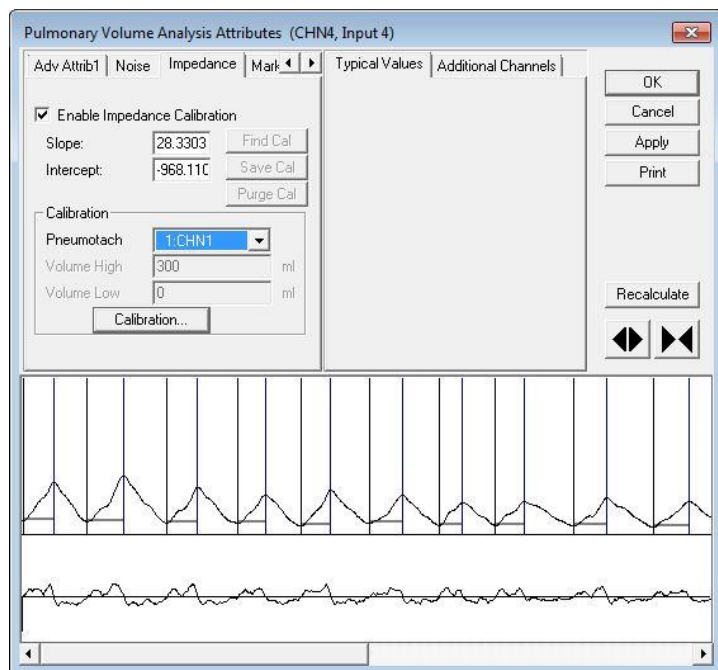 Pulmonary Volume Analysis Attributes (CHN4, Input 4)
Adv Attrib1 Noise Impedance Mark
Typical Values Additional Channels
OK
Cancel
Apply
Print
Enable Impedance Calibration
Slope: 28.3303 Find Cal
Intercept: -968.110 Save Cal
Purge Cal
Calibration
Pneumotach 1:CHN1
Volume High 300 ml
Volume Low 0 ml
Calibration...
Recalculate